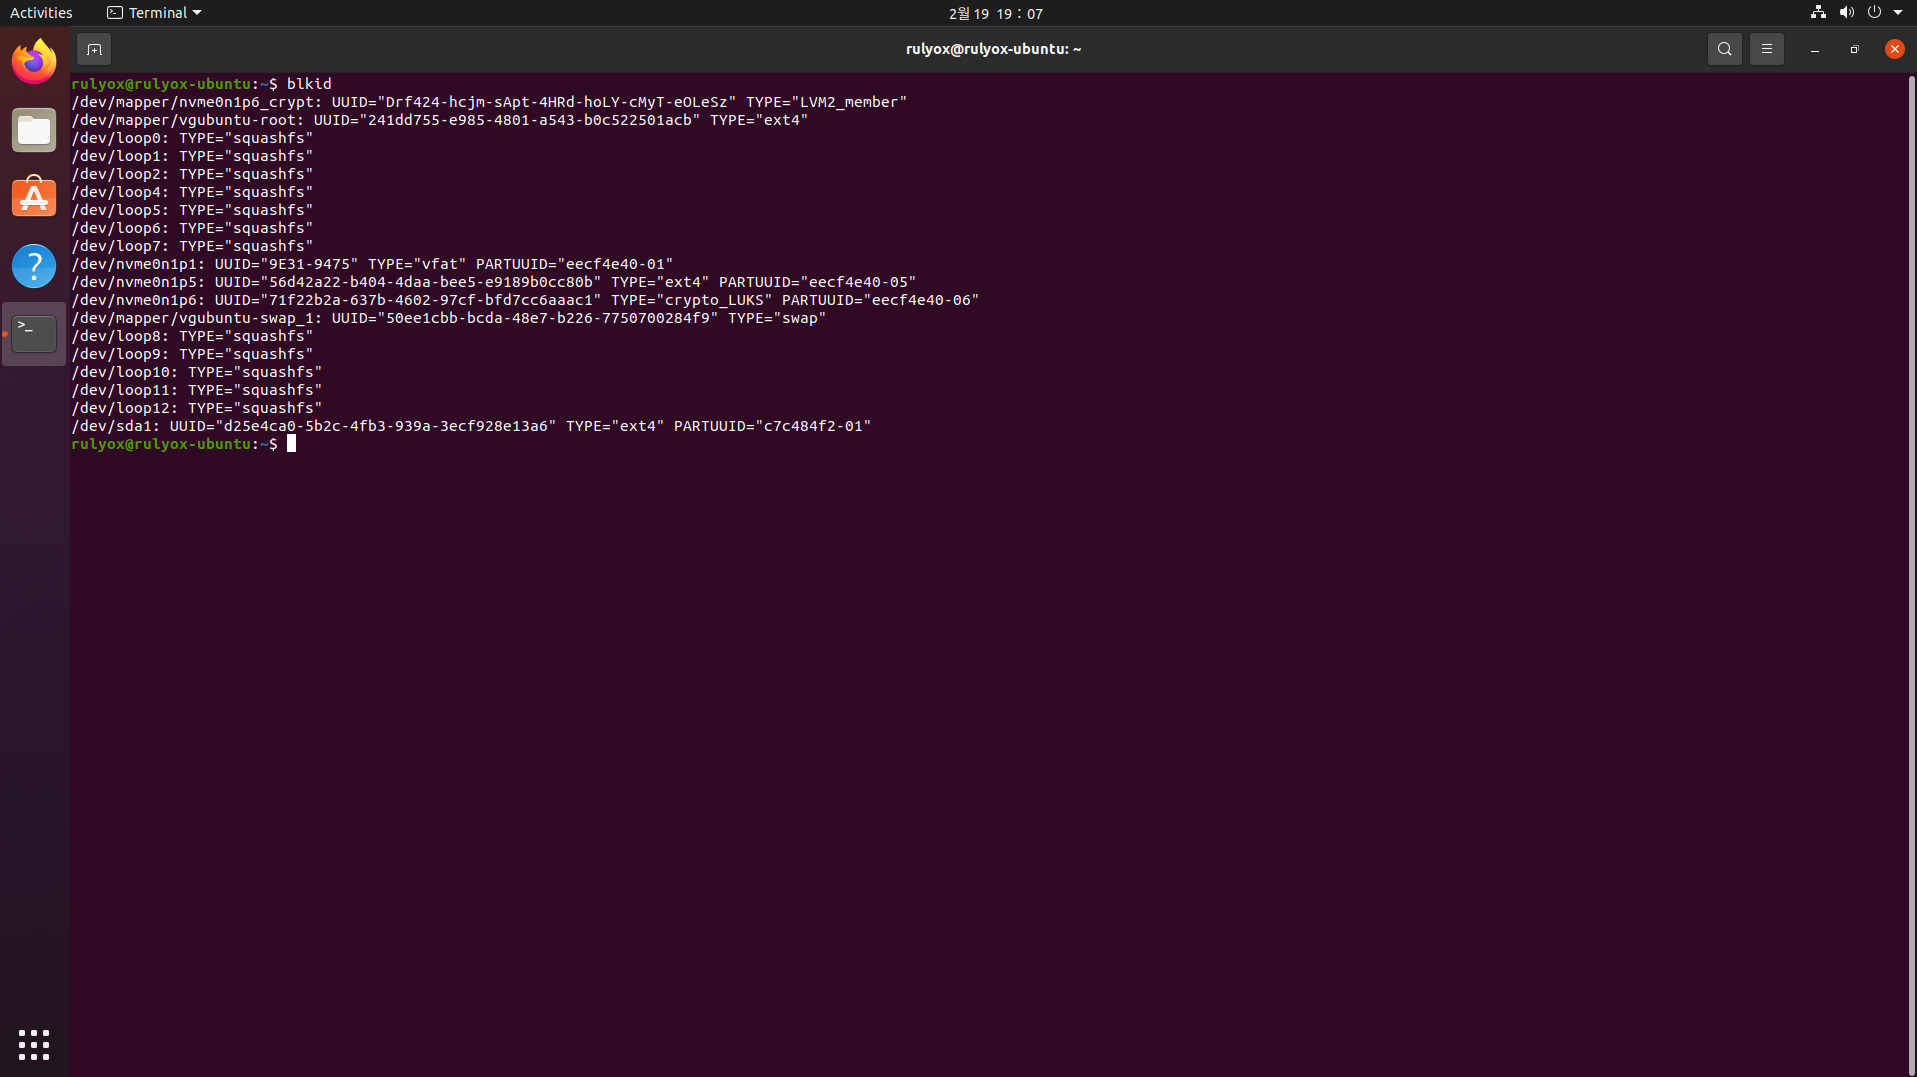 Activities
Terminal
2월 19 19：07
rulyox@rulyox-ubuntu: ~
rulyox@rulyox-ubuntu:~$ blkid
/dev/mapper/nvme0n1p6_crypt: UUID="Drf424-hcjm-sApt-4HRd-hoLY-cMyT-eOLeSz" TYPE="LVM2_member"
/dev/mapper/vgubuntu-root: UUID="241dd755-e985-4801-a543-b0c522501acb" TYPE="ext4"
/dev/loop0: TYPE="squashfs"
/dev/loop1: TYPE="squashfs"
/dev/loop2: TYPE="squashfs"
/dev/loop4: TYPE="squashfs"
/dev/loop5: TYPE="squashfs"
/dev/loop6: TYPE="squashfs"
/dev/loop7: TYPE="squashfs"
/dev/nvme0n1p1: UUID="9E31-9475" TYPE="vfat" PARTUUID="eecf4e40-01"
/dev/nvme0n1p5: UUID="56d42a22-b404-4daa-bee5-e9189b0cc80b" TYPE="ext4" PARTUUID="eecf4e40-05"
/dev/nvme0n1p6: UUID="71f22b2a-637b-4602-97cf-bfd7cc6aaac1" TYPE="crypto_LUKS" PARTUUID="eecf4e40-06"
/dev/mapper/vgubuntu-swap_1: UUID="50ee1cbb-bcda-48e7-b226-7750700284f9" TYPE="swap"
/dev/loop8: TYPE="squashfs"
/dev/loop9: TYPE="squashfs"
/dev/loop10: TYPE="squashfs"
/dev/loop11: TYPE="squashfs"
/dev/loop12: TYPE="squashfs"
/dev/sda1: UUID="d25e4ca0-5b2c-4fb3-939a-3ecf928e13a6" TYPE="ext4" PARTUUID="c7c484f2-01"
rulyox@rulyox-ubuntu:~$